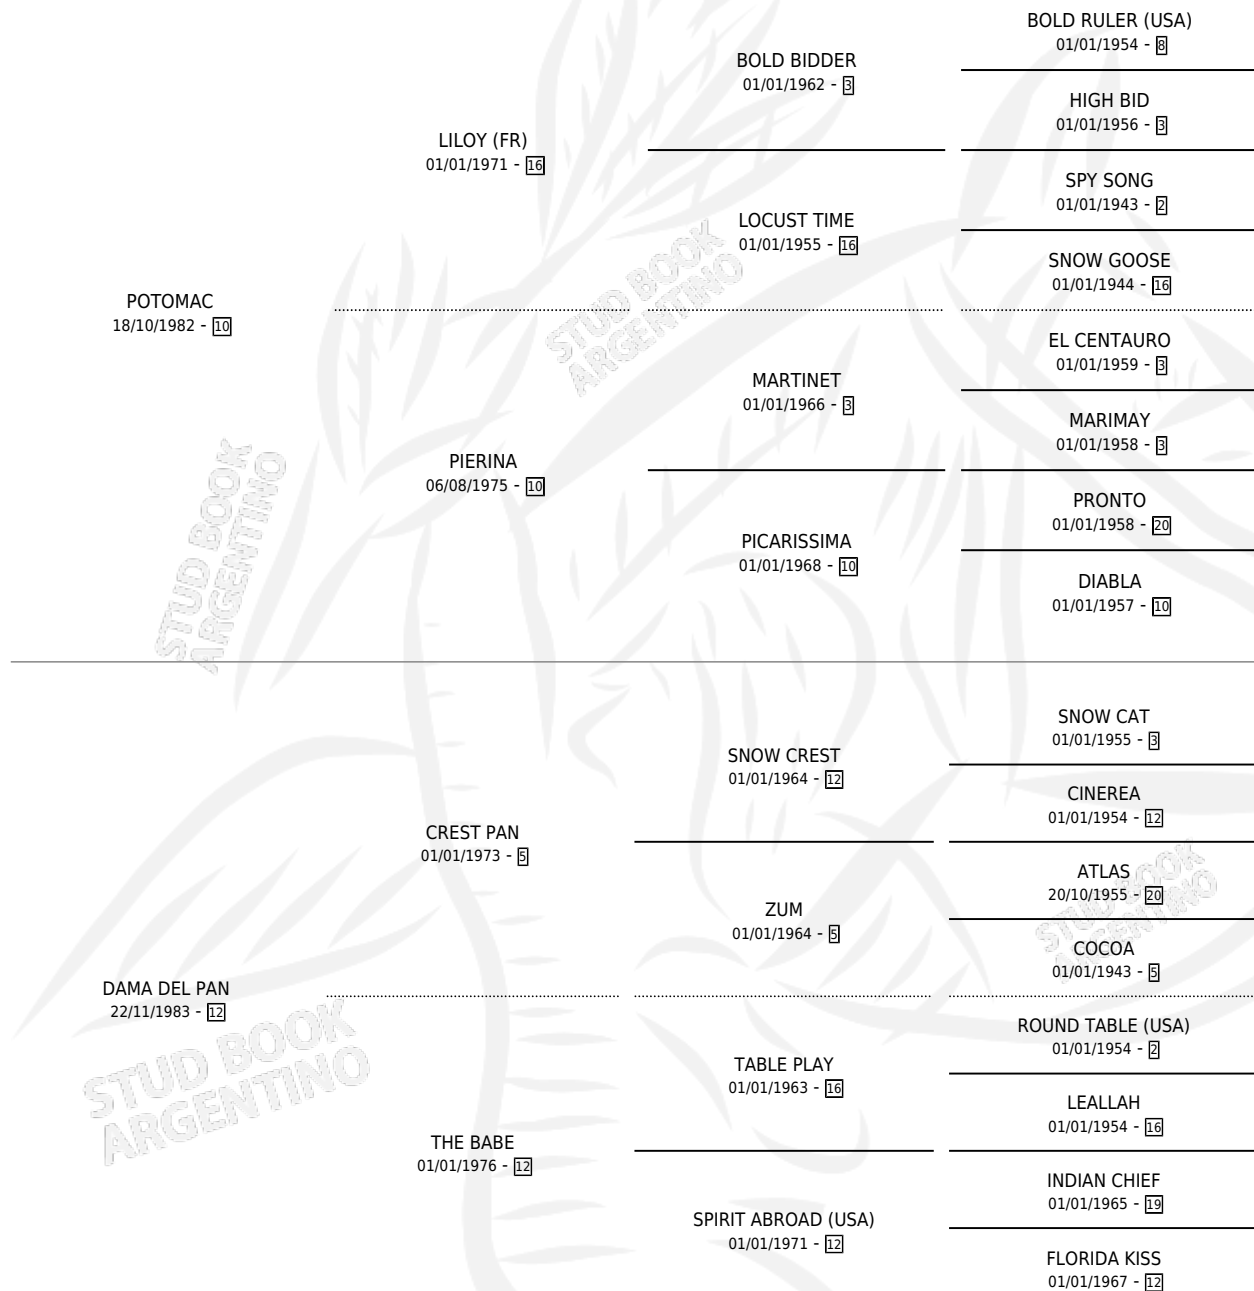 BOLD RULER (USA)
01/01/1954 - 8
BOLD BIDDER
01/01/1962 - 3
HIGH BID
01/01/1956 - 3
LILOY (FR)
01/01/1971 - 16
SPY SONG
01/01/1943 - 2
LOCUST TIME
01/01/1955 - 16
SNOW GOOSE
01/01/1944 - 16
POTOMAC
18/10/1982 - 10
EL CENTAURO
01/01/1959 - 3
MARTINET
01/01/1966 - 3
MARIMAY
01/01/1958 - 3
PIERINA
06/08/1975 - 10
PRONTO
01/01/1958 - 20
PICARISSIMA
01/01/1968 - 10
DIABLA
01/01/1957 - 10
SNOW CAT
01/01/1955 - 3
SNOW CREST
01/01/1964 - 12
CINEREA
01/01/1954 - 12
CREST PAN
01/01/1973 - 5
ATLAS
20/10/1955 - 20
ZUM
01/01/1964 - 5
COCOA
01/01/1943 - 5
DAMA DEL PAN
22/11/1983 - 12
ROUND TABLE (USA)
01/01/1954 - 2
TABLE PLAY
01/01/1963 - 16
LEALLAH
01/01/1954 - 16
THE BABE
01/01/1976 - 12
INDIAN CHIEF
01/01/1965 - 19
SPIRIT ABROAD (USA)
01/01/1971 - 12
FLORIDA KISS
01/01/1967 - 12
STUD BOOK
ARGENTINO
STUD BOOK
ARGENTINO
STUD BOOK
ARGENTINO
STUD BOOK
ARGENTINO